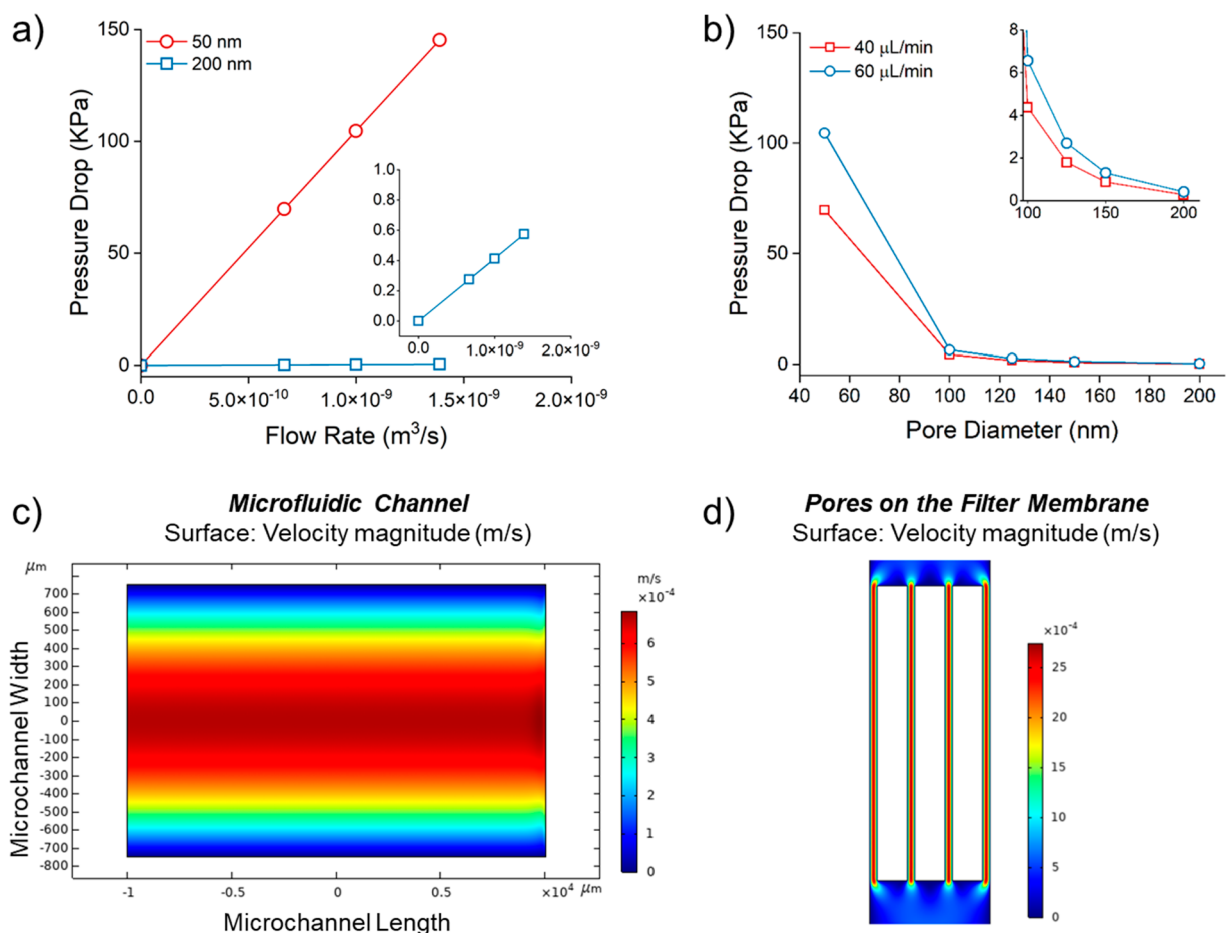 a)
50 nm
200 nm
Pressure Drop (KPa)
150
100
50
0
0.0
5.0×10⁻¹⁰
1.0×10⁻⁹
1.5×10⁻⁹
2.0×10⁻⁹
Flow Rate (m³/s)
1.0
0.8
0.6
0.4
0.2
0.0
0.0
1.0×10⁻⁹
2.0×10⁻⁹
b)
40 μL/min
60 μL/min
Pressure Drop (KPa)
150
100
50
0
40 60 80 100 120 140 160 180 200
Pore Diameter (nm)
8
6
4
2
0
100 150 200
c)
Microfluidic Channel
Surface: Velocity magnitude (m/s)
μm
700
600
500
400
300
200
100
0
-100
-200
-300
-400
-500
-600
-700
-800
Microchannel Width
-1 -0.5 0 0.5 ×10⁴ μm
Microchannel Length
m/s
×10⁻⁴
6
5
4
3
2
1
0
d)
Pores on the Filter Membrane
Surface: Velocity magnitude (m/s)
×10⁻⁴
25
20
15
10
5
0